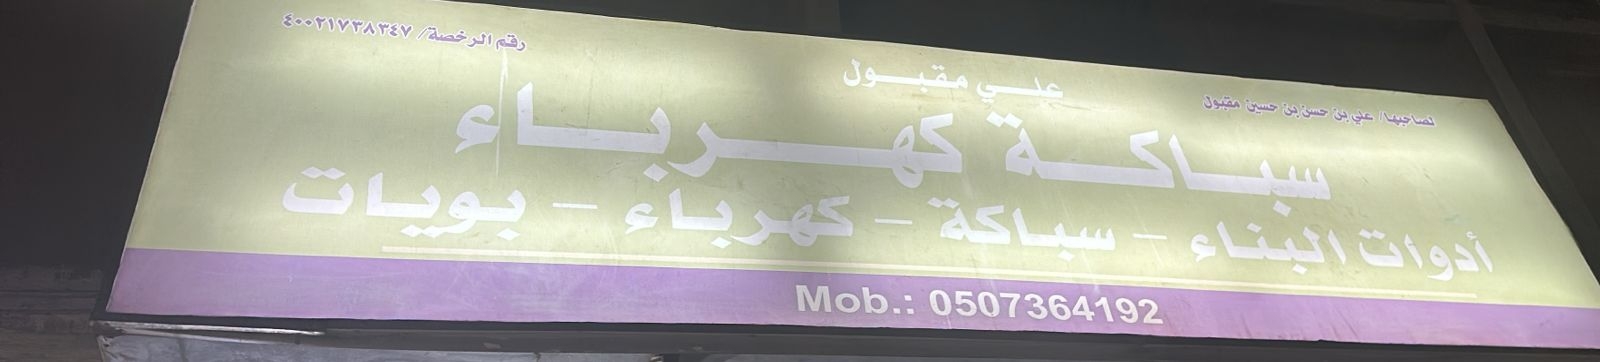 رقم الرخصة/ ٤٠٠٢١٧٣٨٣٤٧
علي مقبول
لصاحبها/ علي بن حسن بن حسين مقبول
سباكة كهرباء
أدوات البناء - سباكة - كهرباء - بويات
Mob.: 0507364192